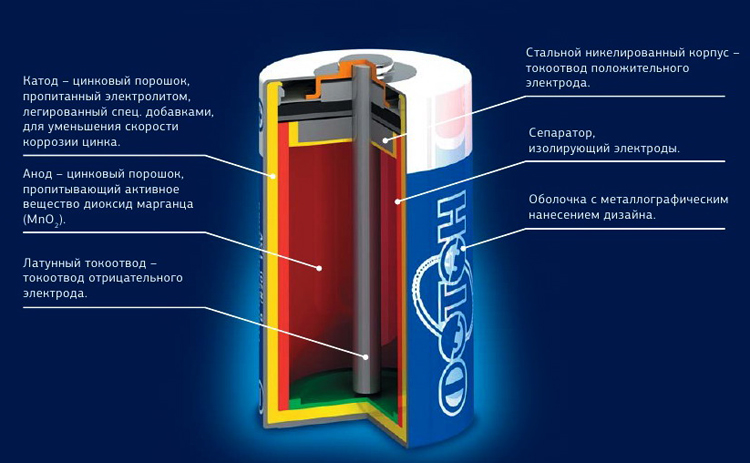 Катод – цинковый порошок,
пропитанный электролитом,
легированный спец. добавками,
для уменьшения скорости
коррозии цинка.
Анод – цинковый порошок,
пропитывающий активное
вещество диоксид марганца
(MnO₂).
Латунный токоотвод –
токоотвод отрицательного
электрода.
Стальной никелированный корпус –
токоотвод положительного
электрода.
Сепаратор,
изолирующий электроды.
Оболочка с металлографическим
нанесением дизайна.
ФОТОН